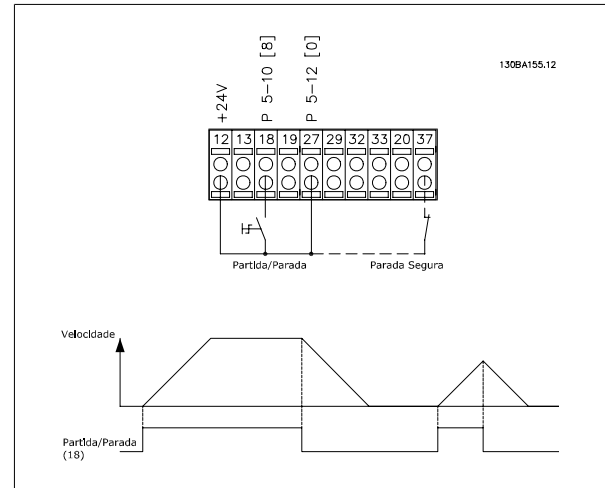 130BA155.12
+24V
P 5-10 [8]
P 5-12 [0]
12 13 18 19 27 29 32 33 20 37
Partida/Parada
Parada Segura
Velocidade
Partida/Parada
(18)